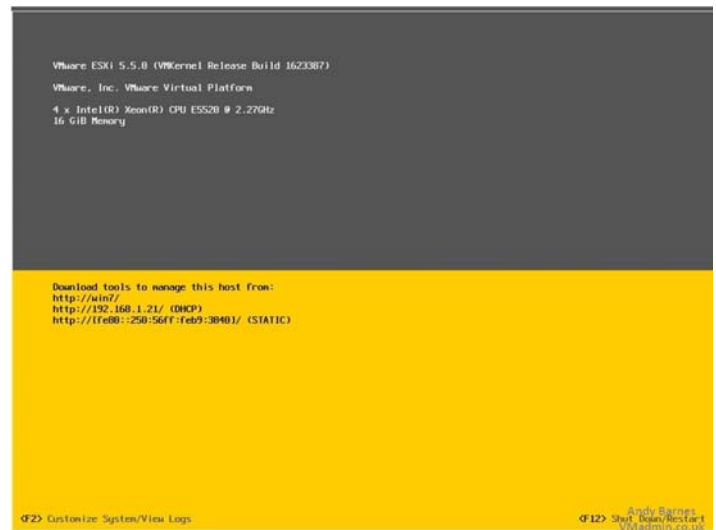 VMware ESXi 5.5.0 (VMKernel Release Build 1623387)
VMware, Inc. VMware Virtual Platform
4 x Intel(R) Xeon(R) CPU E5520 @ 2.27GHz
16 GiB Memory
Download tools to manage this host from:
http://win7/
http://192.168.1.21/ (DHCP)
http://[fe80::250:56ff:feb9:3840]/ (STATIC)
<F2> Customize System/View Logs
<F12> Shut Down/Restart
Andy Barnes
VMadmin.co.uk